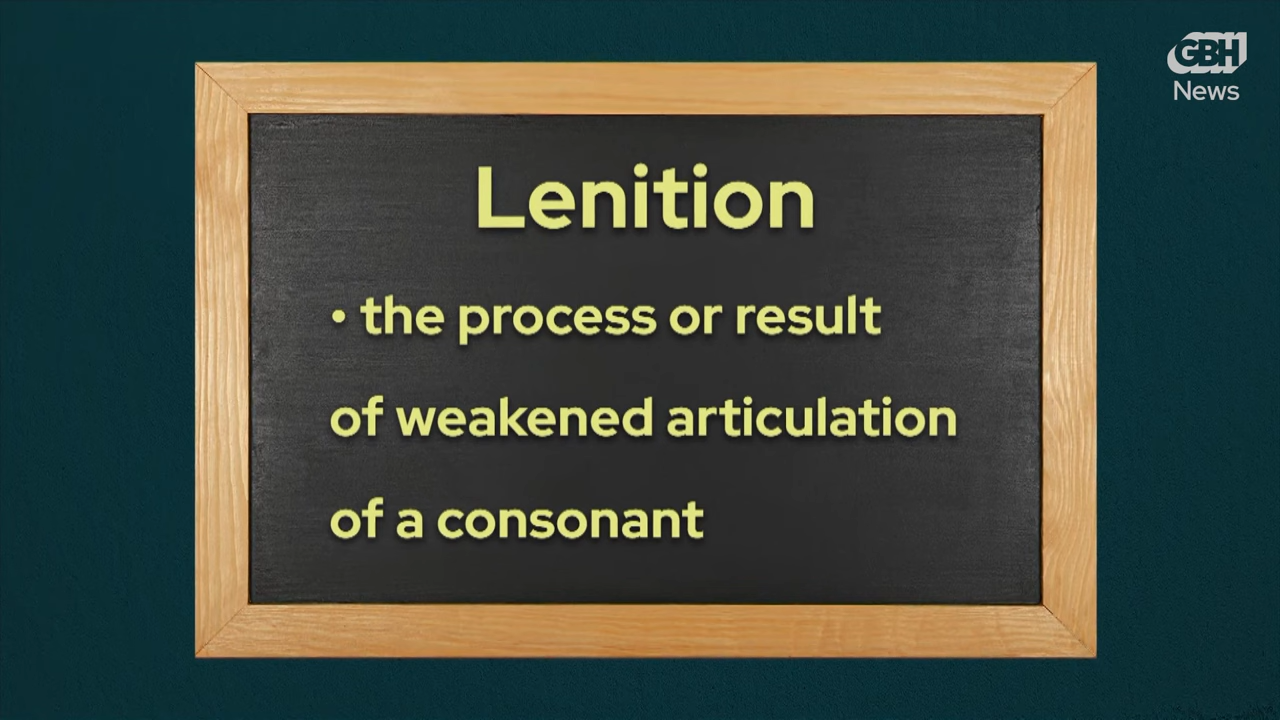 GBH
News
Lenition
• the process or result
of weakened articulation
of a consonant